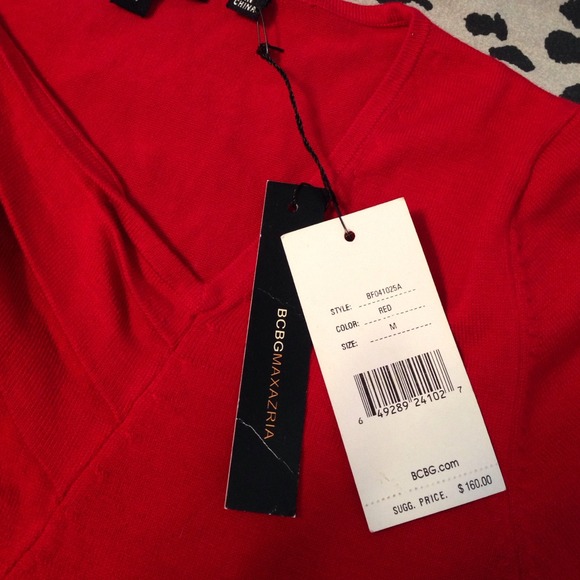 CHINA
BCBGMAXAZRIA
STYLE: BF041025A
COLOR: RED
SIZE: M
6 49289 24102 7
BCBG.com
SUGG. PRICE. $ 160.00